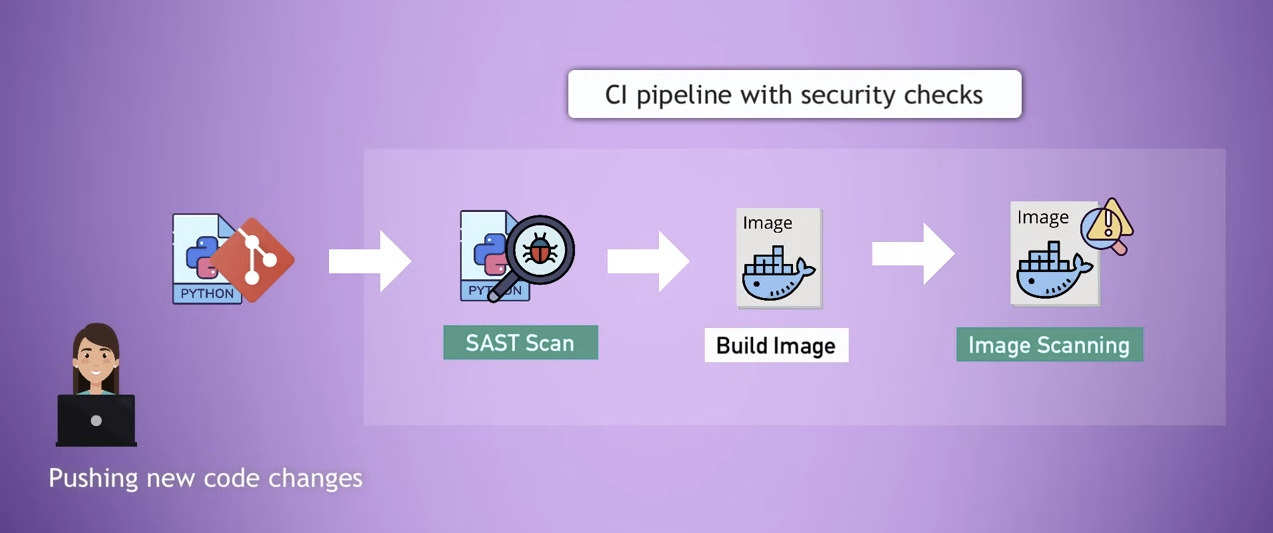 CI pipeline with security checks
PYTHON
PYTHON
Image
Image
SAST Scan
Build Image
Image Scanning
Pushing new code changes